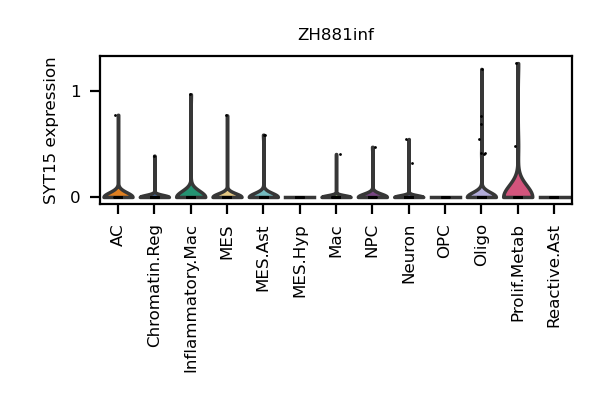 ZH881inf
SYT15 expression
1
0
AC
Chromatin.Reg
Inflammatory.Mac
MES
MES.Ast
MES.Hyp
Mac
NPC
Neuron
OPC
Oligo
Prolif.Metab
Reactive.Ast